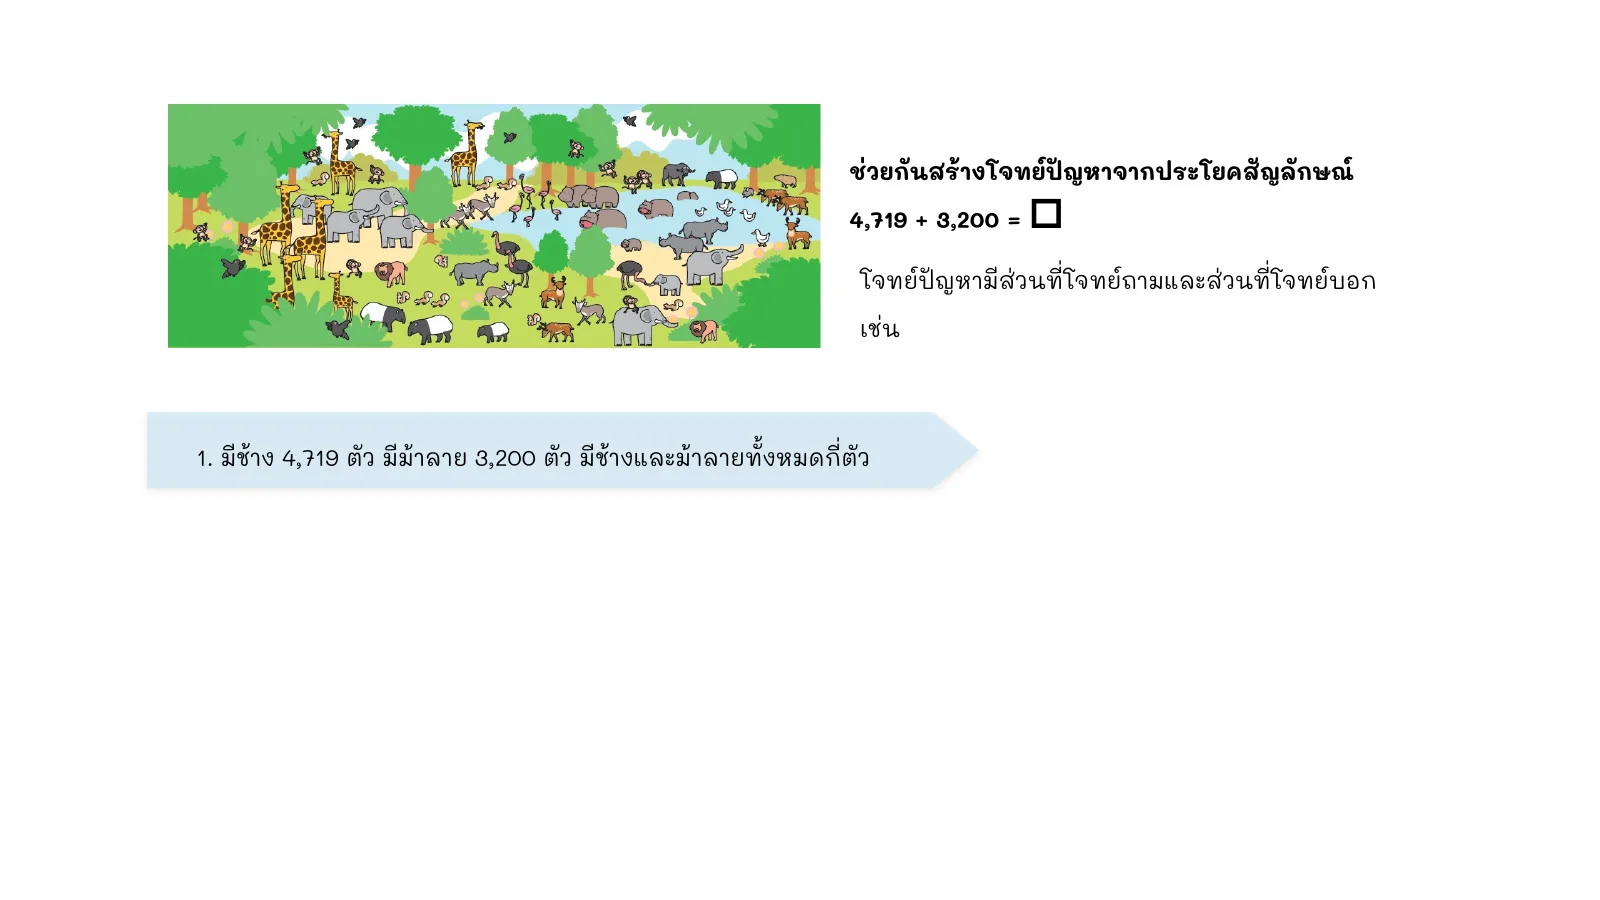 ช่วยกันสร้างโจทย์ปัญหาจากประโยคสัญลักษณ์
4,719 + 3,200 = □
โจทย์ปัญหามีส่วนที่โจทย์ถามและส่วนที่โจทย์บอก
เช่น
1. มีช้าง 4,719 ตัว มีม้าลาย 3,200 ตัว มีช้างและม้าลายทั้งหมดกี่ตัว